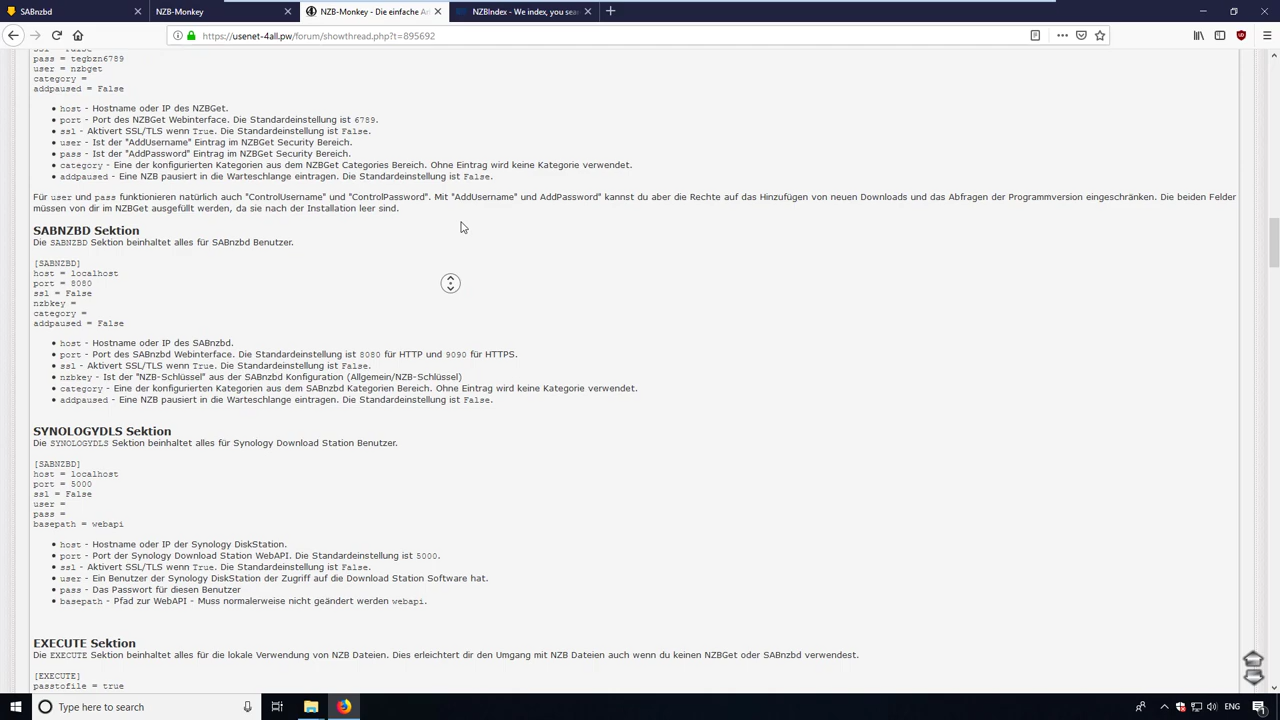 SABnzbd
NZB-Monkey
NZB-Monkey - Die einfache Ar
NZBIndex - We index, you sea
https://usenet-4all.pw/forum/showthread.php?t=895692
pass = tegbzn6789
user = nzbget
category =
addpaused = False
host - Hostname oder IP des NZBGet.
port - Port des NZBGet Webinterface. Die Standardeinstellung ist 6789.
ssl - Aktivert SSL/TLS wenn True. Die Standardeinstellung ist False.
user - Ist der "AddUsername" Eintrag im NZBGet Security Bereich.
pass - Ist der "AddPassword" Eintrag im NZBGet Security Bereich.
category - Eine der konfigurierten Kategorien aus dem NZBGet Categories Bereich. Ohne Eintrag wird keine Kategorie verwendet.
addpaused - Eine NZB pausiert in die Warteschlange eintragen. Die Standardeinstellung ist False.
Für user und pass funktionieren natürlich auch "ControlUsername" und "ControlPassword". Mit "AddUsername" und AddPassword" kannst du aber die Rechte auf das Hinzufügen von neuen Downloads und das Abfragen der Programmversion eingeschränken. Die beiden Felder
müssen von dir im NZBGet ausgefüllt werden, da sie nach der Installation leer sind.
SABNZBD Sektion
Die SABNZBD Sektion beinhaltet alles für SABnzbd Benutzer.
[SABNZBD]
host = localhost
port = 8080
ssl = False
nzbkey =
category =
addpaused = False
host - Hostname oder IP des SABnzbd.
port - Port des SABnzbd Webinterface. Die Standardeinstellung ist 8080 für HTTP und 9090 für HTTPS.
ssl - Aktivert SSL/TLS wenn True. Die Standardeinstellung ist False.
nzbkey - Ist der "NZB-Schlüssel" aus der SABnzbd Konfiguration (Allgemein/NZB-Schlüssel)
category - Eine der konfigurierten Kategorien aus dem SABnzbd Kategorien Bereich. Ohne Eintrag wird keine Kategorie verwendet.
addpaused - Eine NZB pausiert in die Warteschlange eintragen. Die Standardeinstellung ist False.
SYNOLOGYDLS Sektion
Die SYNOLOGYDLS Sektion beinhaltet alles für Synology Download Station Benutzer.
[SABNZBD]
host = localhost
port = 5000
ssl = False
user =
pass =
basepath = webapi
host - Hostname oder IP der Synology DiskStation.
port - Port der Synology Download Station WebAPI. Die Standardeinstellung ist 5000.
ssl - Aktivert SSL/TLS wenn True. Die Standardeinstellung ist False.
user - Ein Benutzer der Synology DiskStation der Zugriff auf die Download Station Software hat.
pass - Das Passwort für diesen Benutzer
basepath - Pfad zur WebAPI - Muss normalerweise nicht geändert werden webapi.
EXECUTE Sektion
Die EXECUTE Sektion beinhaltet alles für die lokale Verwendung von NZB Dateien. Dies erleichtert dir den Umgang mit NZB Dateien auch wenn du keinen NZBGet oder SABnzbd verwendest.
[EXECUTE]
passtofile = true
Type here to search
ENG